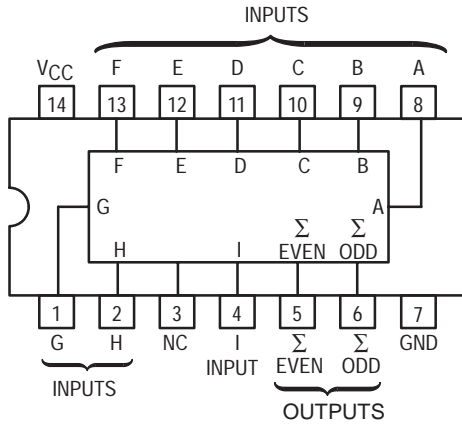 INPUTS
VCC F E D C B A
14 13 12 11 10 9 8
F E D C B
G A
H I Σ EVEN Σ ODD
1 2 3 4 5 6 7
G H NC I Σ Σ GND
INPUT EVEN ODD
INPUTS
OUTPUTS